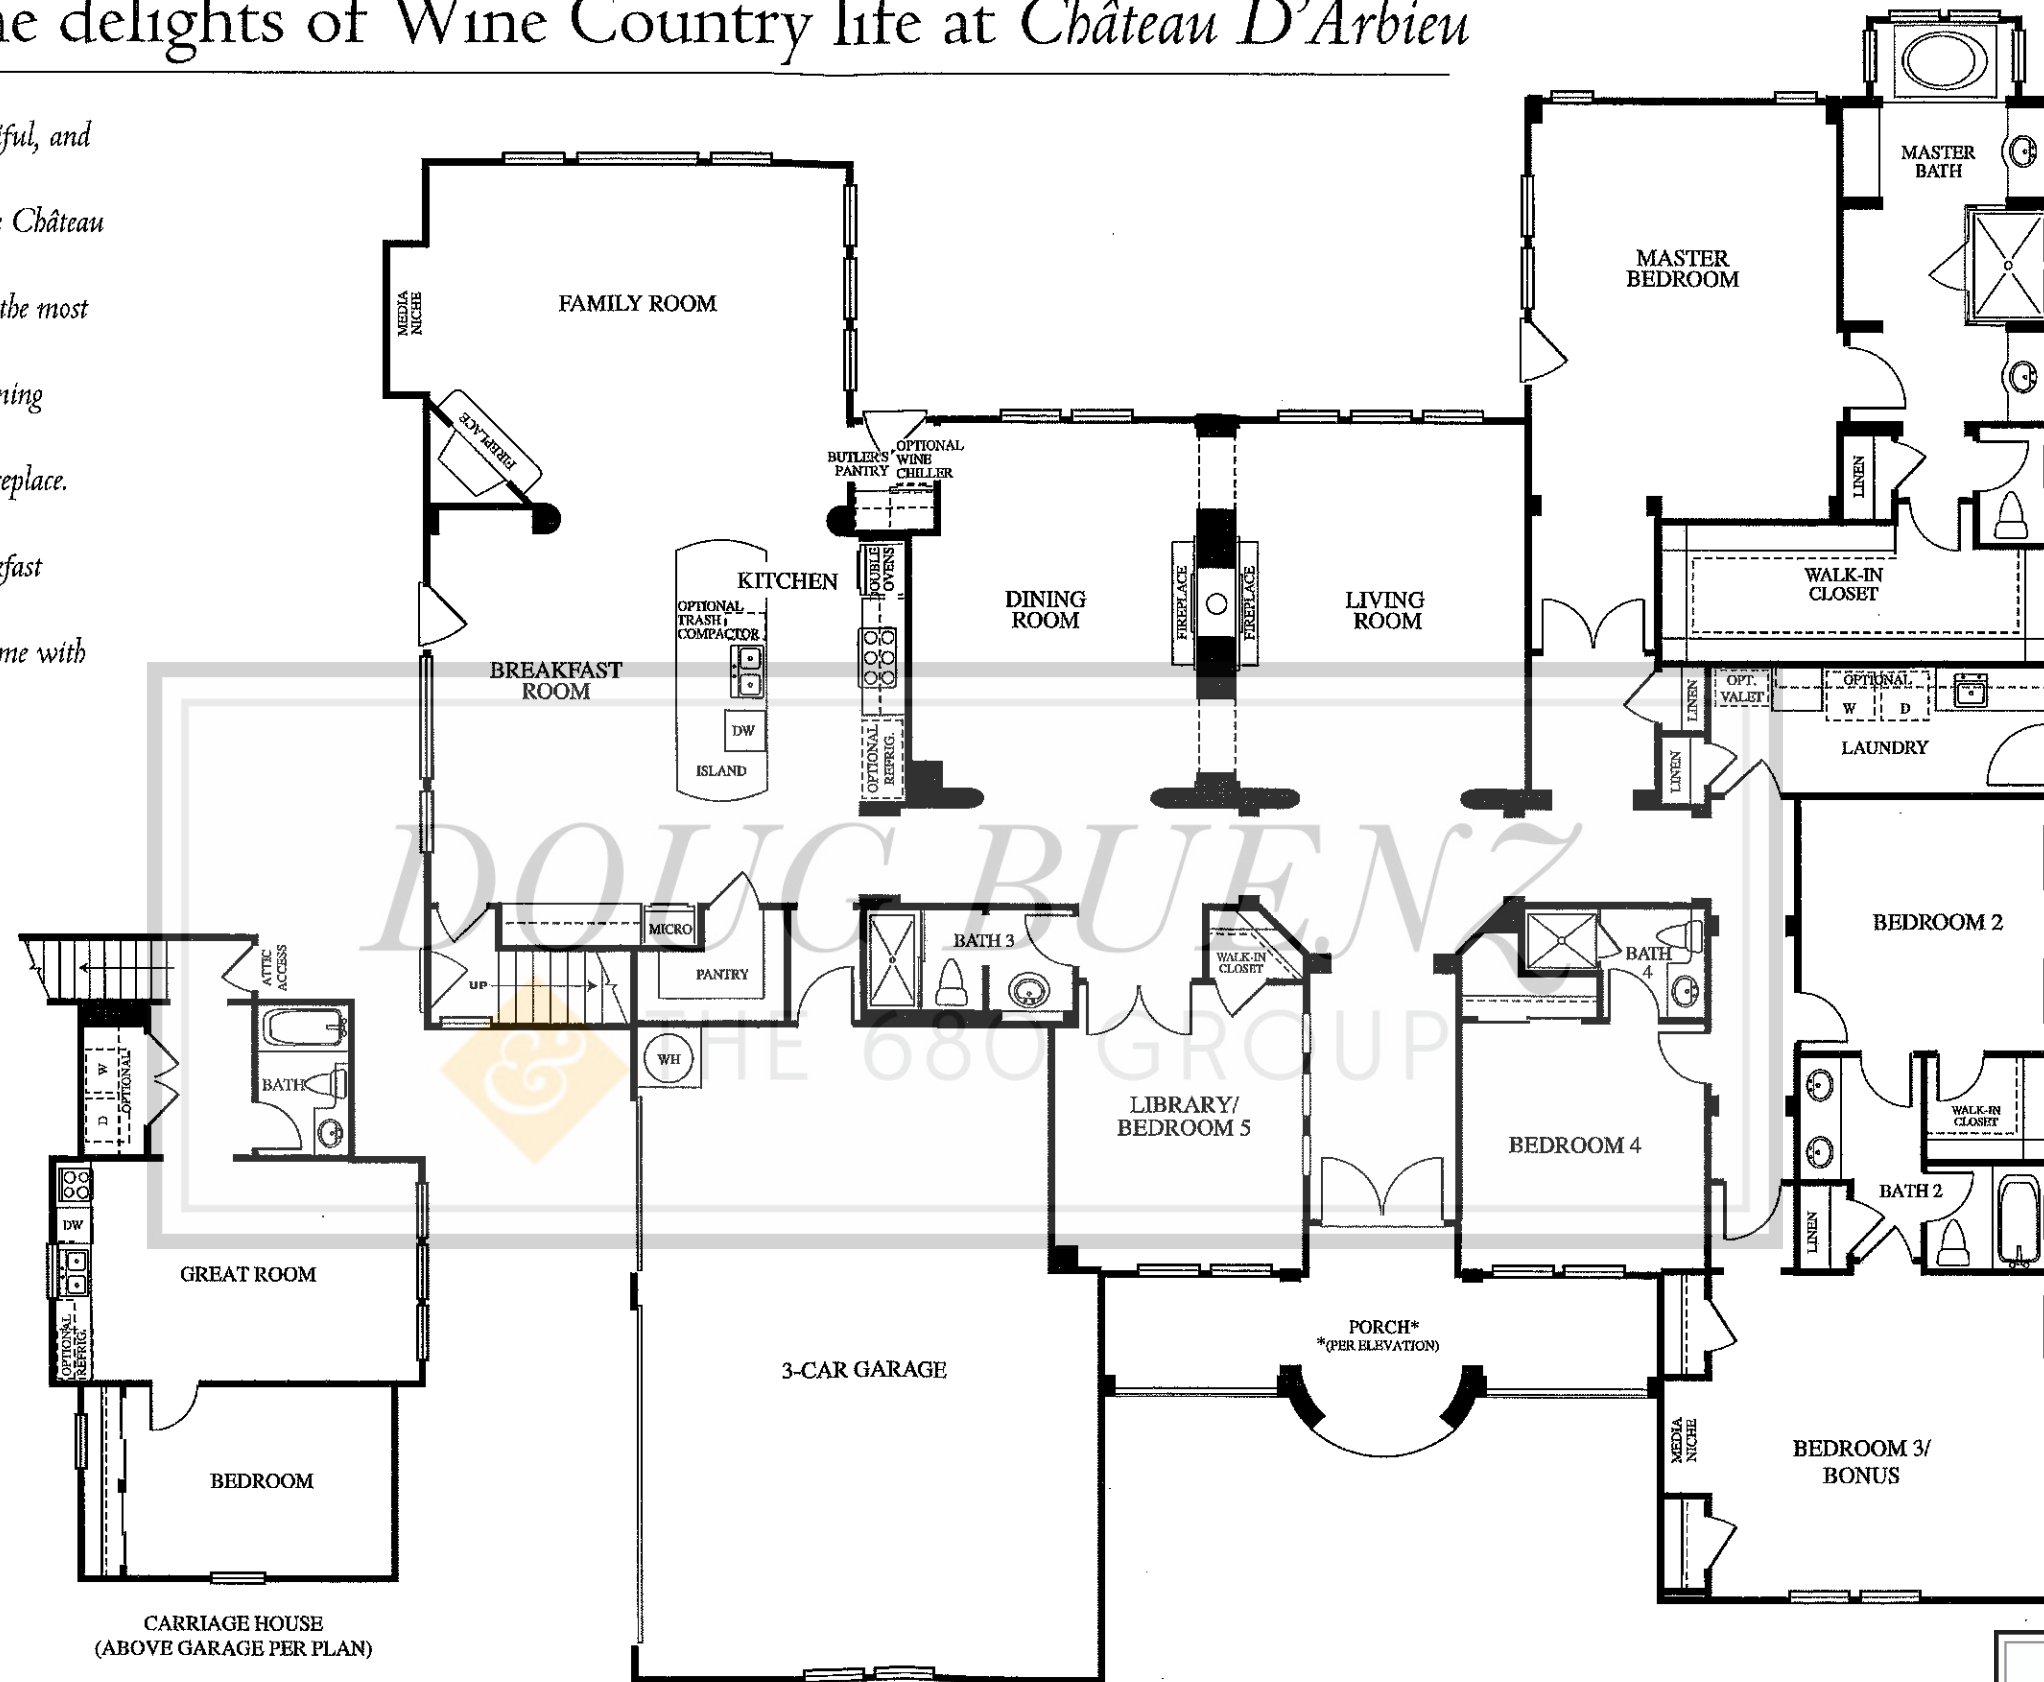 he delights of Wine Country life at Château D'Arbieu
iful, and
e Château
the most
ning
replace.
kfast
me with
MASTER
BATH
MASTER
BEDROOM
FAMILY ROOM
MEDIA
NICHE
FIREPLACE
BUTLER'S
PANTRY
OPTIONAL
WINE
CHILLER
LINEN
KITCHEN
DOUBLE
OVENS
OPTIONAL
TRASH
COMPACTOR
DINING
ROOM
FIREPLACE
FIREPLACE
LIVING
ROOM
WALK-IN
CLOSET
BREAKFAST
ROOM
DW
ISLAND
OPTIONAL
REFRIG.
LINEN
OPT.
VALET
OPTIONAL
W
D
LINEN
LAUNDRY
DOUG BUENZ
THE 680 GROUP
&
MICRO
PANTRY
UP
BATH 3
WALK-IN
CLOSET
BATH
4
BEDROOM 2
ATTIC
ACCESS
WH
W
D
OPTIONAL
BATH
LIBRARY/
BEDROOM 5
BEDROOM 4
WALK-IN
CLOSET
BATH 2
LINEN
DW
GREAT ROOM
OPTIONAL
REFRIG.
3-CAR GARAGE
PORCH*
*(PER ELEVATION)
MEDIA
NICHE
BEDROOM 3/
BONUS
BEDROOM
CARRIAGE HOUSE
(ABOVE GARAGE PER PLAN)